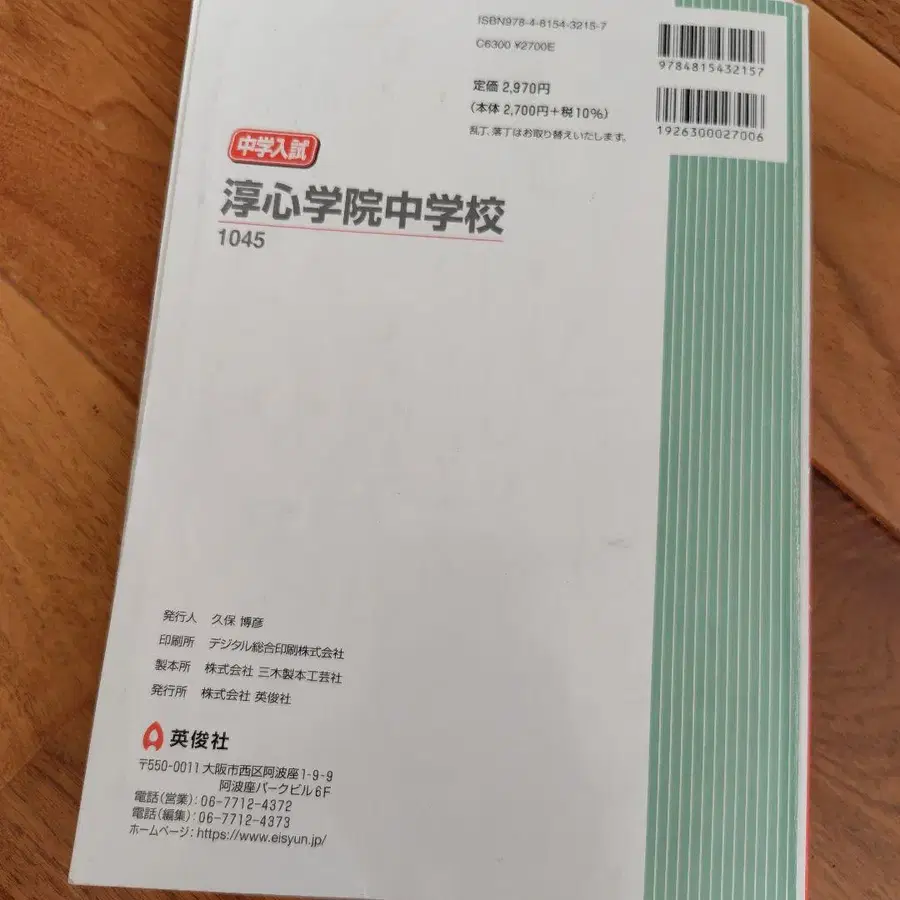 ISBN978-4-8154-3215-7
C6300 ¥2700E
9784815432157
1926300027006
定価 2,970円
(本体 2,700円+税10%)
乱丁、落丁はお取り替えいたします。
中学入試
淳心学院中学校
1045
発行人 久保 博彦
印刷所 デジタル総合印刷株式会社
製本所 株式会社 三木製本工芸社
発行所 株式会社 英俊社
英俊社
〒550-0011 大阪市西区阿波座1-9-9
阿波座パークビル6F
電話(営業):06-7712-4372
電話(編集):06-7712-4373
ホームページ:https://www.eisyun.jp/